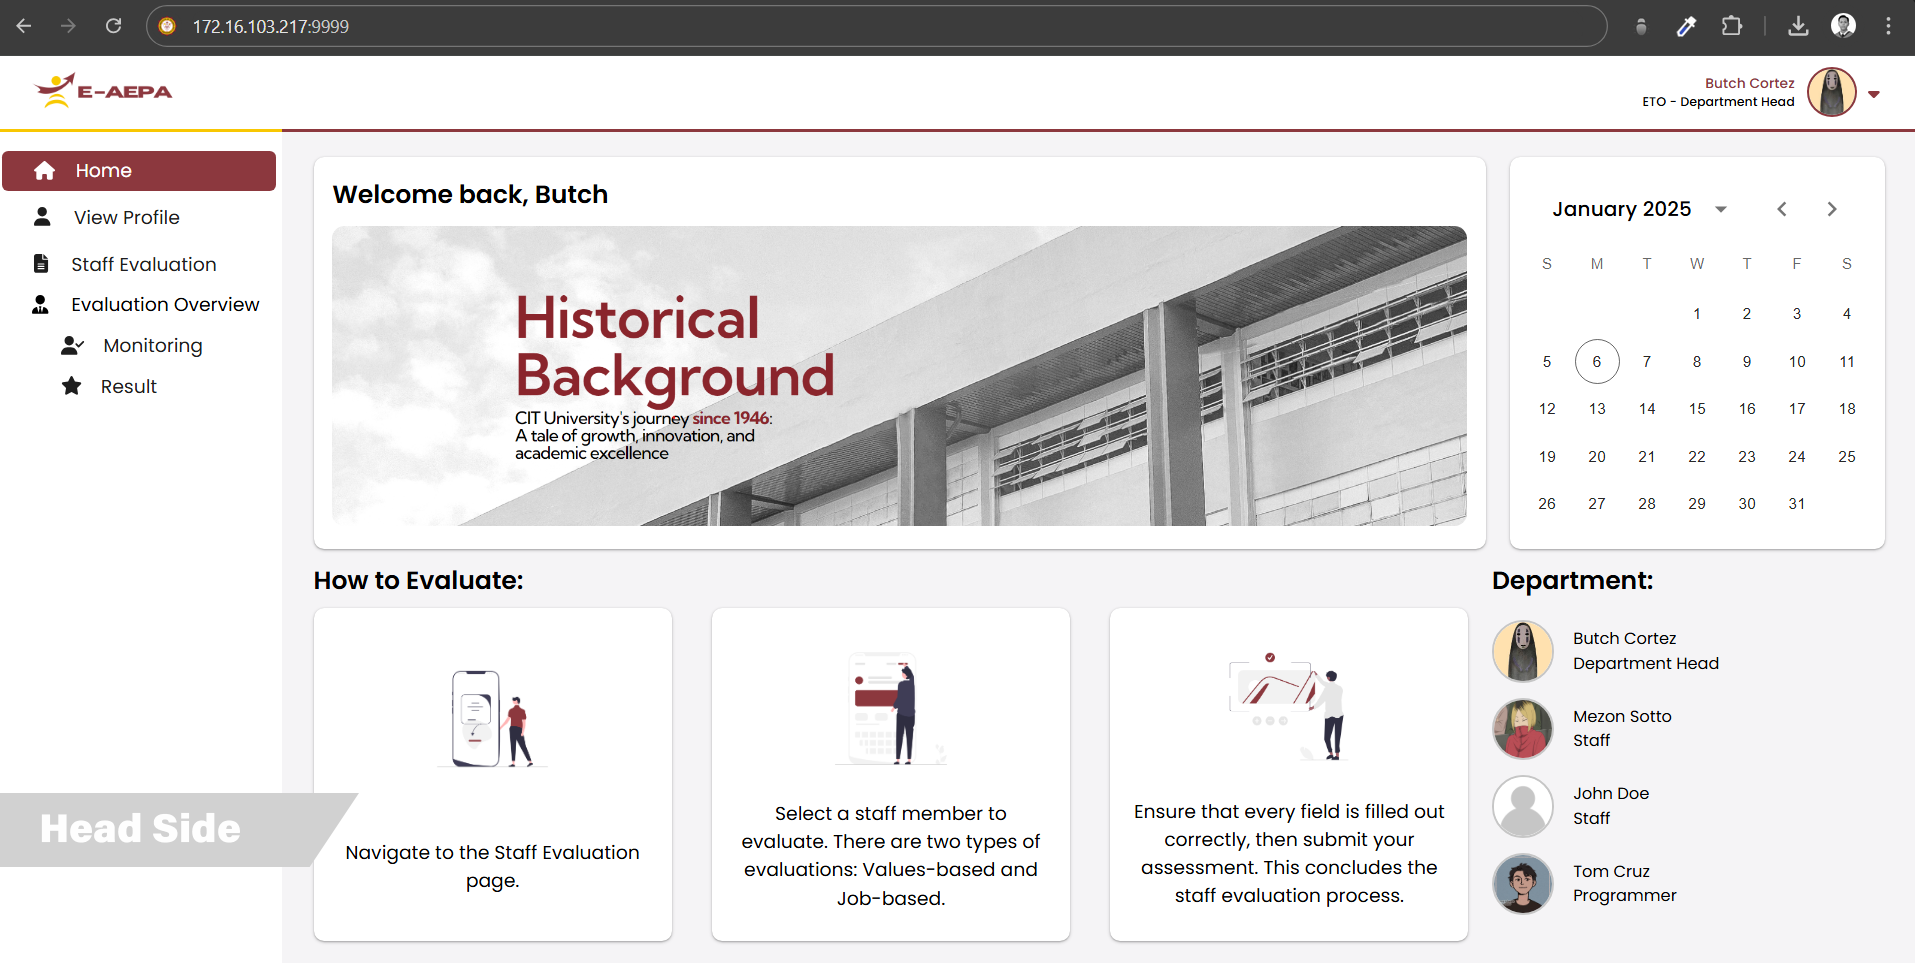 172.16.103.217:9999
E-AEPA
Butch Cortez
ETO - Department Head
Home
View Profile
Staff Evaluation
Evaluation Overview
Monitoring
Result
Head Side
Welcome back, Butch
Historical
Background
CIT University's journey since 1946:
A tale of growth, innovation, and
academic excellence
January 2025
S M T W T F S
1 2 3 4
5 6 7 8 9 10 11
12 13 14 15 16 17 18
19 20 21 22 23 24 25
26 27 28 29 30 31
How to Evaluate:
Navigate to the Staff Evaluation
page.
Select a staff member to
evaluate. There are two types of
evaluations: Values-based and
Job-based.
Ensure that every field is filled out
correctly, then submit your
assessment. This concludes the
staff evaluation process.
Department:
Butch Cortez
Department Head
Mezon Sotto
Staff
John Doe
Staff
Tom Cruz
Programmer